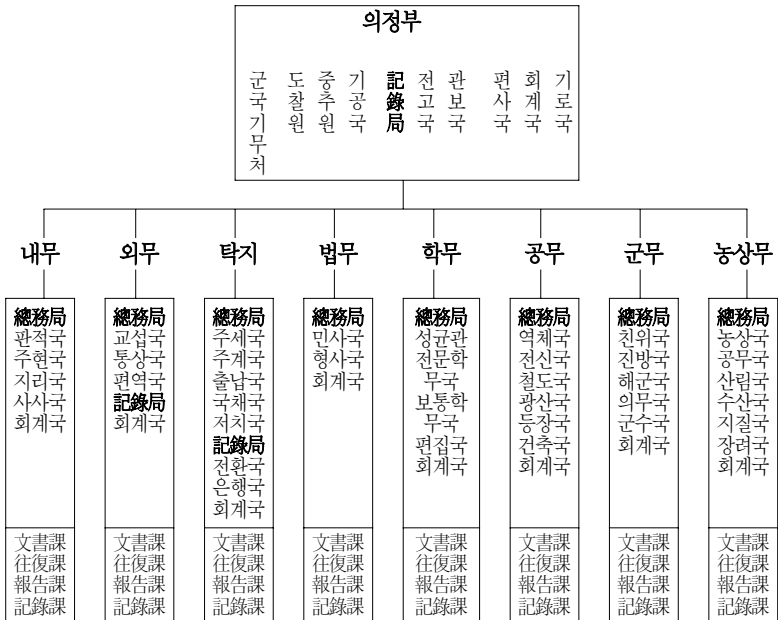 의정부
군국기무처
도찰원
중추원
기공국
記錄局
전고국
관보국
편사국
회계국
기로국
내무
總務局
판적국
주현국
지리국
사사국
회계국
文書課
往復課
報告課
記錄課
외무
總務局
교섭국
통상국
편역국
記錄局
회계국
文書課
往復課
報告課
記錄課
탁지
總務局
주세국
주계국
출납국
국채국
저치국
記錄局
전환국
은행국
회계국
文書課
往復課
報告課
記錄課
법무
總務局
민사국
형사국
회계국
文書課
往復課
報告課
記錄課
학무
總務局
성균관
전문학
무국
보통학
무국
편집국
회계국
文書課
往復課
報告課
記錄課
공무
總務局
역체국
전신국
철도국
광산국
등장국
건축국
회계국
文書課
往復課
報告課
記錄課
군무
總務局
친위국
진방국
해군국
의무국
군수국
회계국
文書課
往復課
報告課
記錄課
농상무
總務局
농상국
공무국
산림국
수산국
지질국
장려국
회계국
文書課
往復課
報告課
記錄課